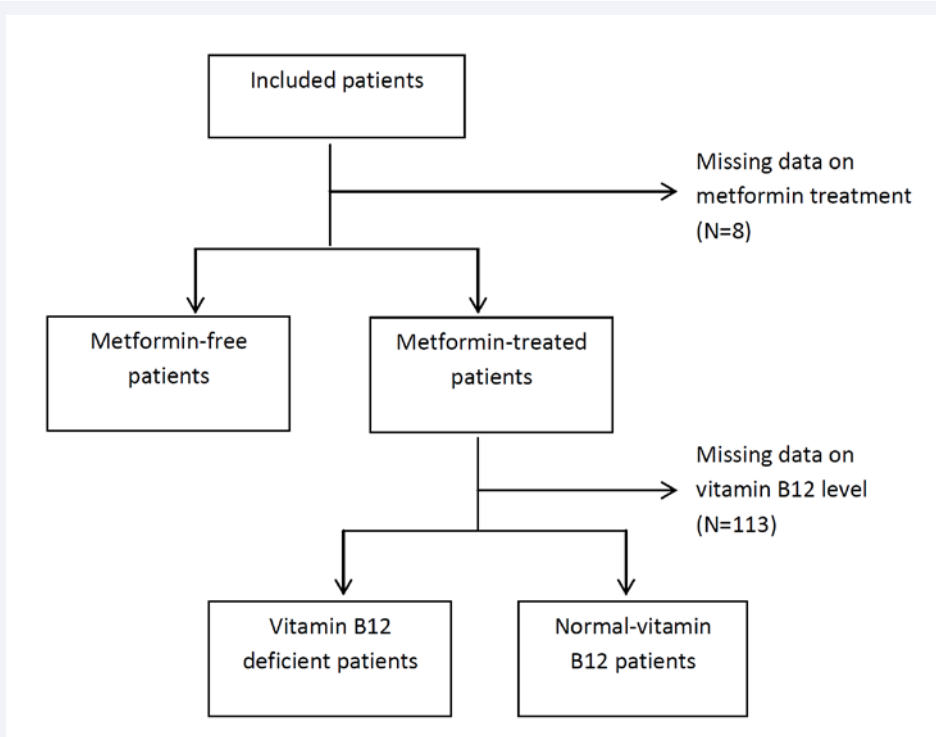 Included patients
Missing data on
metformin treatment
(N=8)
Metformin-free
patients
Metformin-treated
patients
Missing data on
vitamin B12 level
(N=113)
Vitamin B12
deficient patients
Normal-vitamin
B12 patients